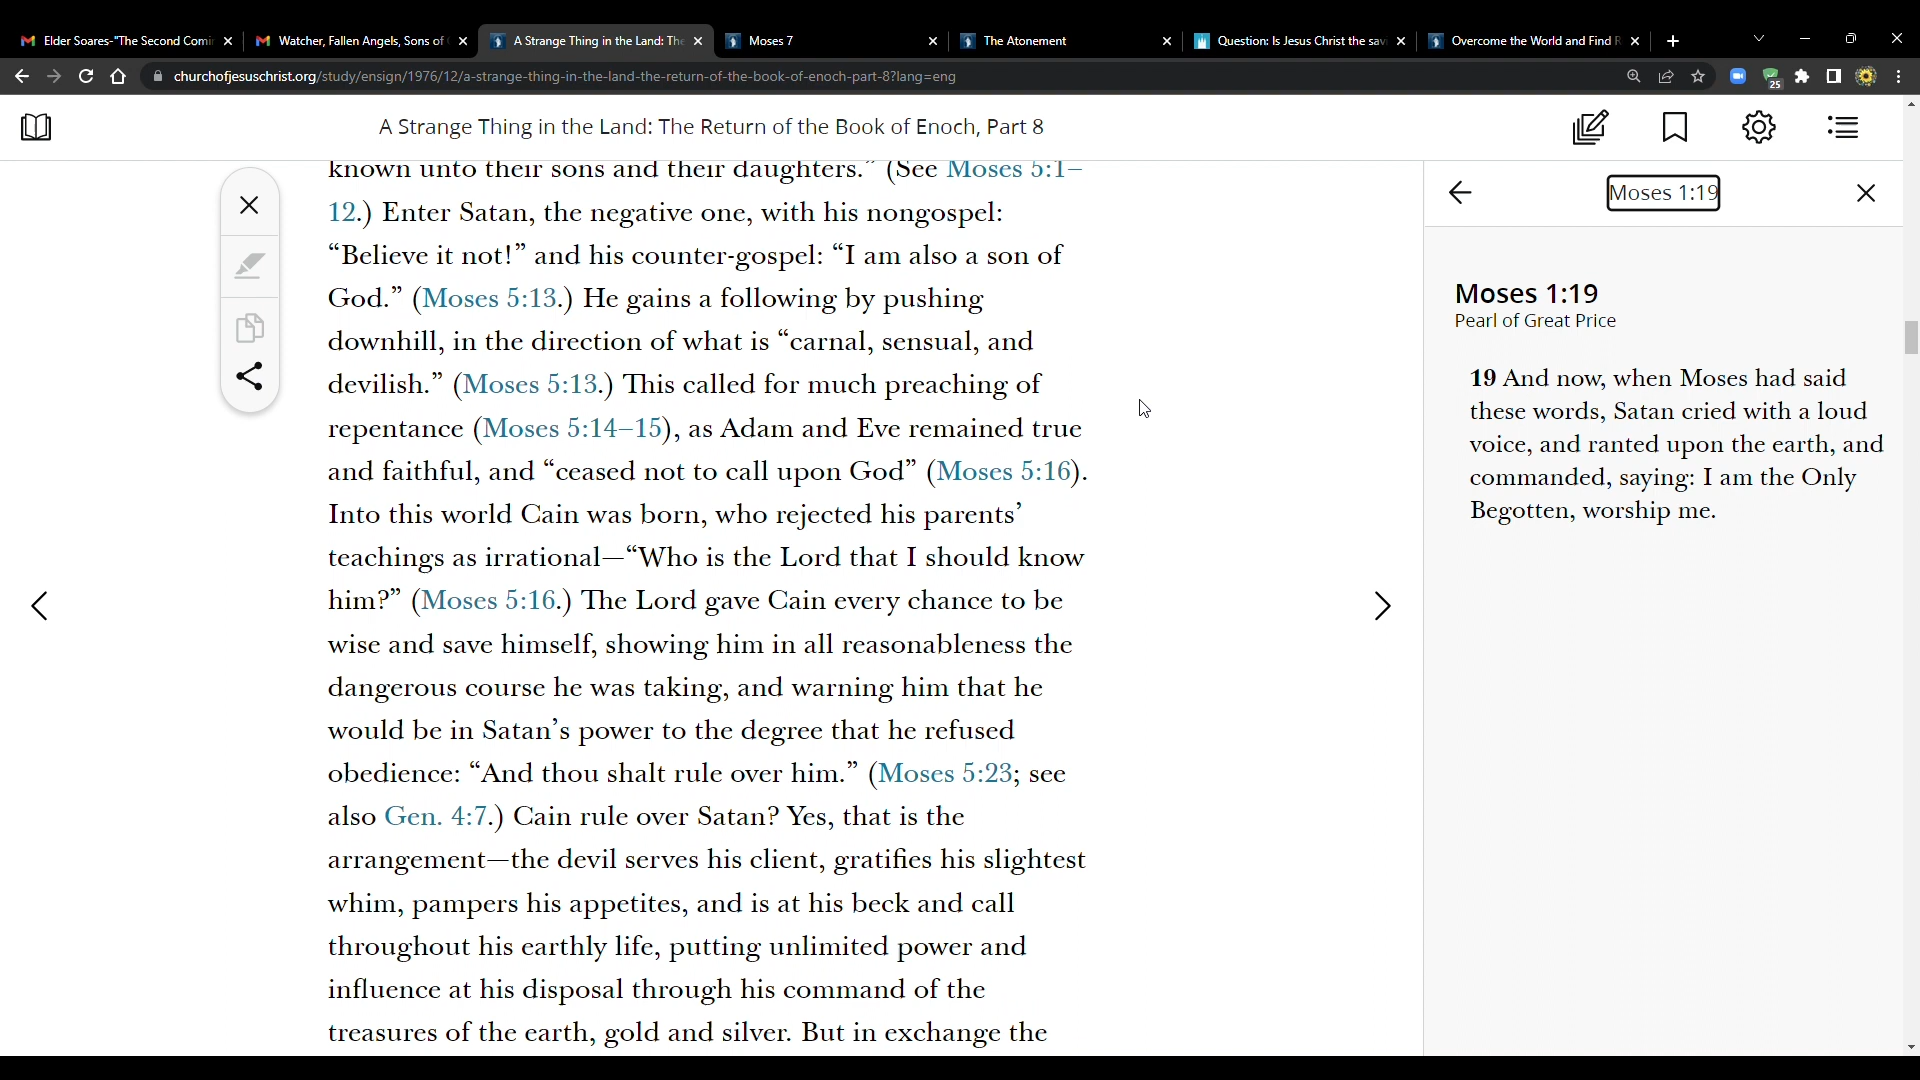 Elder Soares-"The Second Comi
Watcher, Fallen Angels, Sons of
A Strange Thing in the Land: The
Moses 7
The Atonement
Question: Is Jesus Christ the savi
Overcome the World and Find R
churchofjesuschrist.org/study/ensign/1976/12/a-strange-thing-in-the-land-the-return-of-the-book-of-enoch-part-8?lang=eng
25
A Strange Thing in the Land: The Return of the Book of Enoch, Part 8
known unto their sons and their daughters.” (See Moses 5:1–
12.) Enter Satan, the negative one, with his nongospel:
“Believe it not!” and his counter-gospel: “I am also a son of
God.” (Moses 5:13.) He gains a following by pushing
downhill, in the direction of what is “carnal, sensual, and
devilish.” (Moses 5:13.) This called for much preaching of
repentance (Moses 5:14–15), as Adam and Eve remained true
and faithful, and “ceased not to call upon God” (Moses 5:16).
Into this world Cain was born, who rejected his parents’
teachings as irrational—“Who is the Lord that I should know
him?” (Moses 5:16.) The Lord gave Cain every chance to be
wise and save himself, showing him in all reasonableness the
dangerous course he was taking, and warning him that he
would be in Satan’s power to the degree that he refused
obedience: “And thou shalt rule over him.” (Moses 5:23; see
also Gen. 4:7.) Cain rule over Satan? Yes, that is the
arrangement—the devil serves his client, gratifies his slightest
whim, pampers his appetites, and is at his beck and call
throughout his earthly life, putting unlimited power and
influence at his disposal through his command of the
treasures of the earth, gold and silver. But in exchange the
Moses 1:19
Moses 1:19
Pearl of Great Price
19 And now, when Moses had said
these words, Satan cried with a loud
voice, and ranted upon the earth, and
commanded, saying: I am the Only
Begotten, worship me.